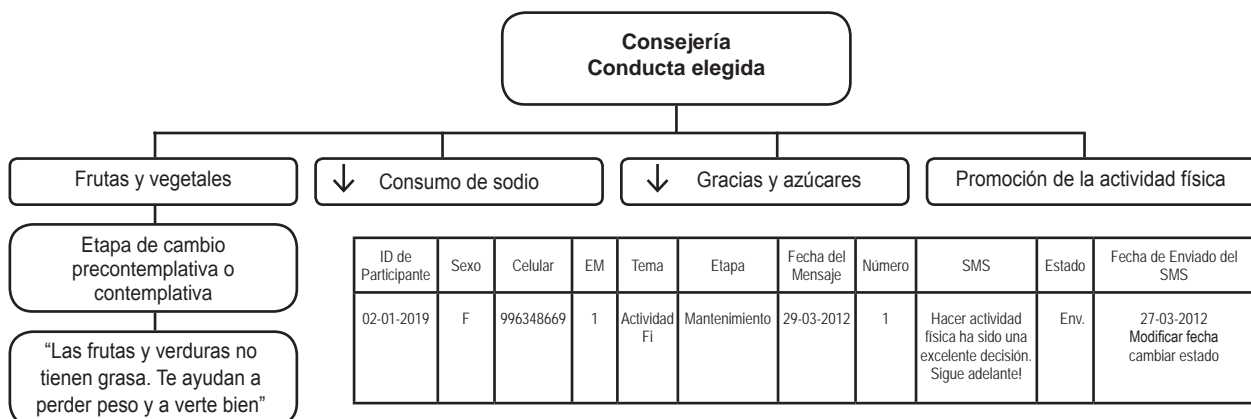 Consejería
Conducta elegida
Frutas y vegetales
↓ Consumo de sodio
↓ Gracias y azúcares
Promoción de la actividad física
Etapa de cambio
precontemplativa o
contemplativa
“Las frutas y verduras no
tienen grasa. Te ayudan a
perder peso y a verte bien”
ID de
Participante
Sexo
Celular
EM
Tema
Etapa
Fecha del
Mensaje
Número
SMS
Estado
Fecha de Enviado del
SMS
02-01-2019
F
996348669
1
Actividad
Fi
Mantenimiento
29-03-2012
1
Hacer actividad
física ha sido una
excelente decisión.
Sigue adelante!
Env.
27-03-2012
Modificar fecha
cambiar estado